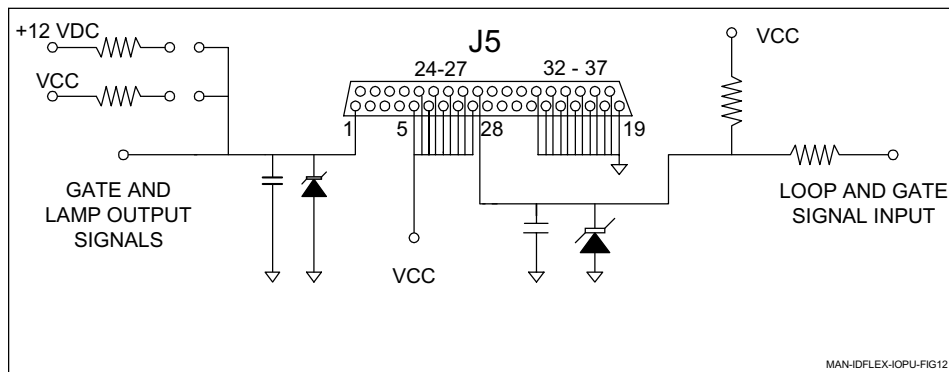 +12 VDC
VCC
J5
VCC
24-27
32 - 37
1
5
28
19
GATE AND
LAMP OUTPUT
SIGNALS
VCC
LOOP AND GATE
SIGNAL INPUT
MAN-IDFLEX-IOPU-FIG12